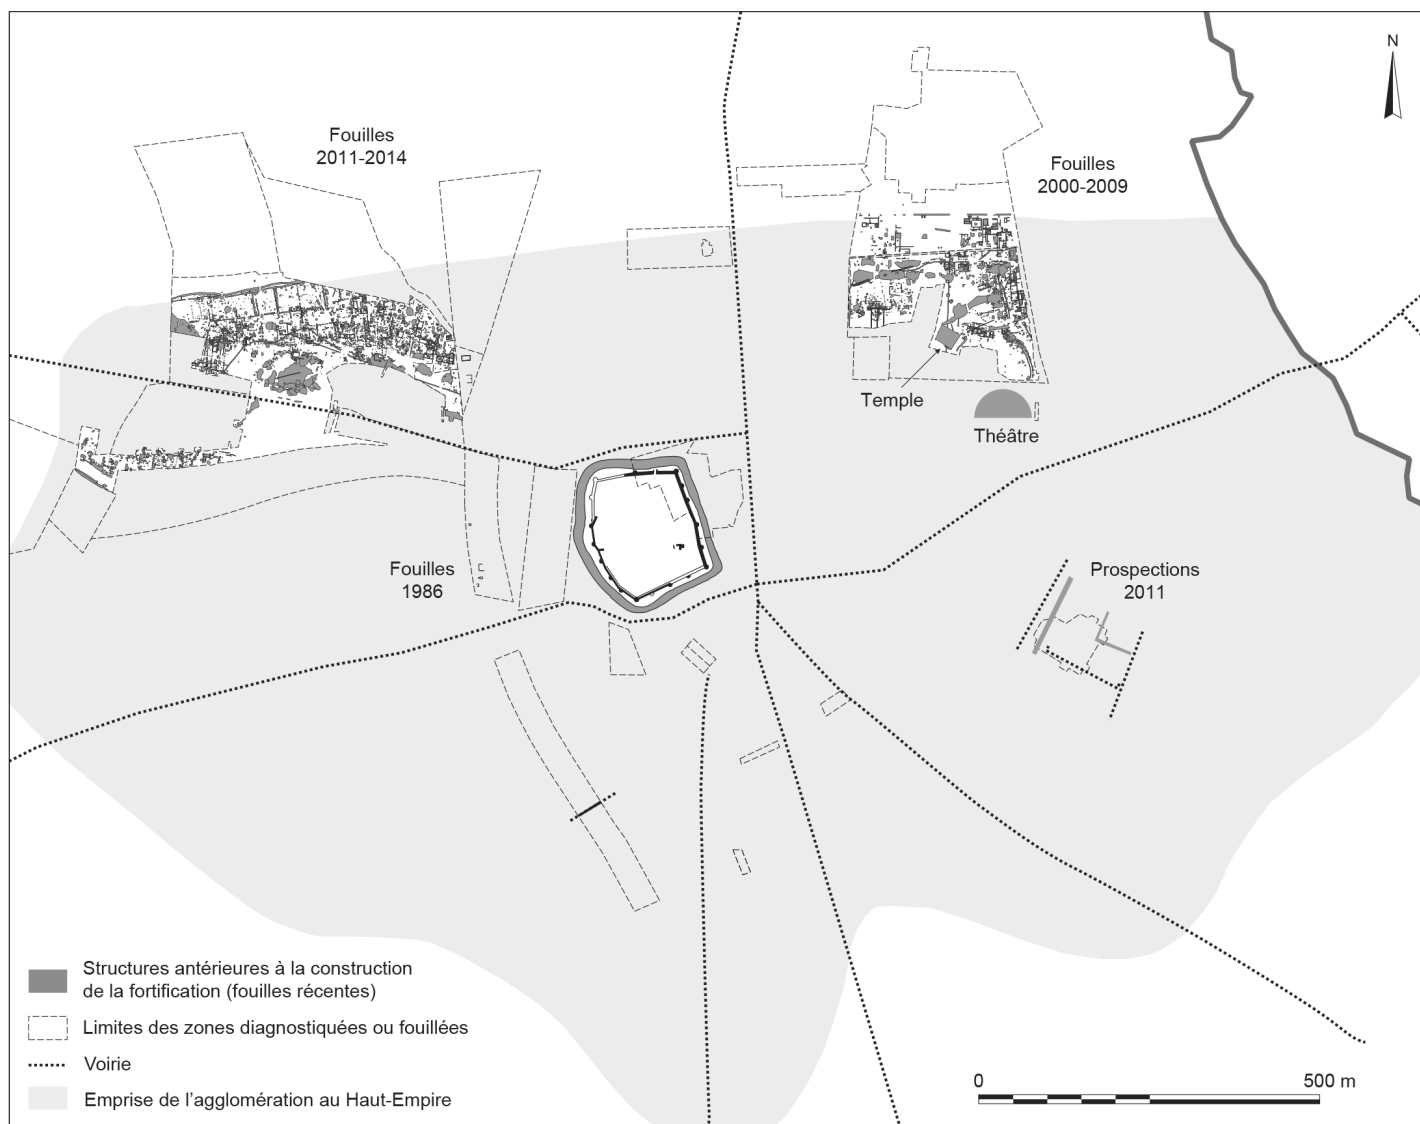 N
Fouilles
2011-2014
Fouilles
2000-2009
Temple
Théâtre
Fouilles
1986
Prospections
2011
Structures antérieures à la construction
de la fortification (fouilles récentes)
Limites des zones diagnostiquées ou fouillées
Voirie
Emprise de l’agglomération au Haut-Empire
0 500 m